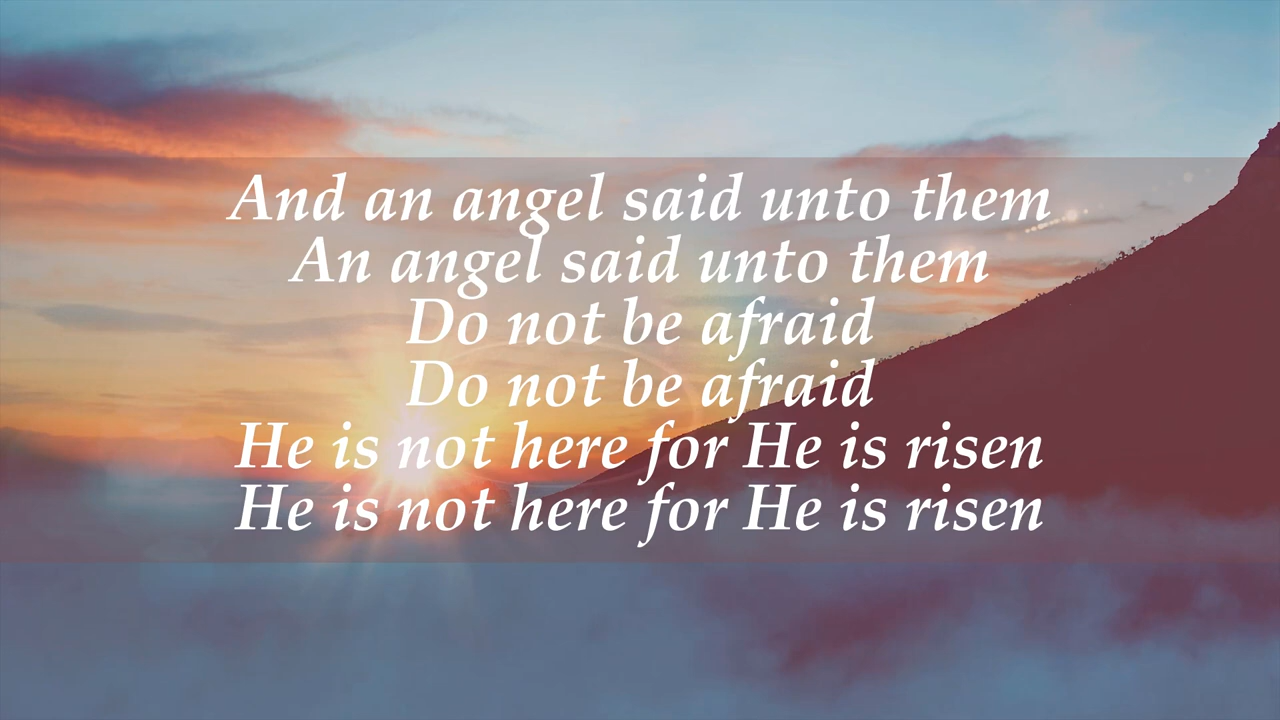 And an angel said unto them
An angel said unto them
Do not be afraid
Do not be afraid
He is not here for He is risen
He is not here for He is risen